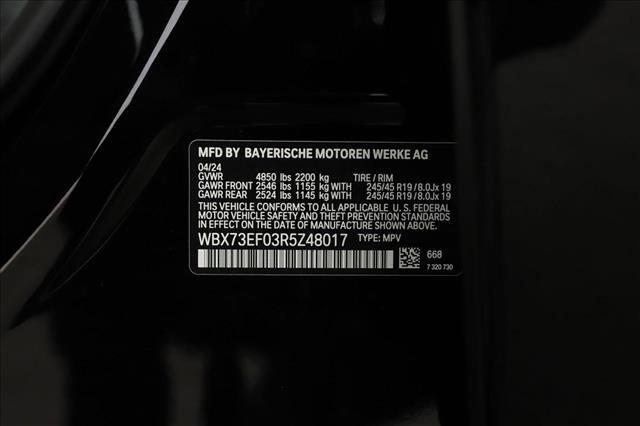 MFD BY BAYERISCHE MOTOREN WERKE AG
04/24
GVWR 4850 lbs 2200 kg TIRE / RIM
GAWR FRONT 2546 lbs 1155 kg WITH 245/45 R19 / 8.0Jx 19
GAWR REAR 2524 lbs 1145 kg WITH 245/45 R19 / 8.0Jx 19
THIS VEHICLE CONFORMS TO ALL APPLICABLE
FEDERAL MOTOR VEHICLE SAFETY AND THEFT PREVENTION
STANDARDS IN EFFECT ON THE DATE OF
MANUFACTURE SHOWN ABOVE.
WBX73EF03R5Z48017 TYPE: MPV
668
7 320 730